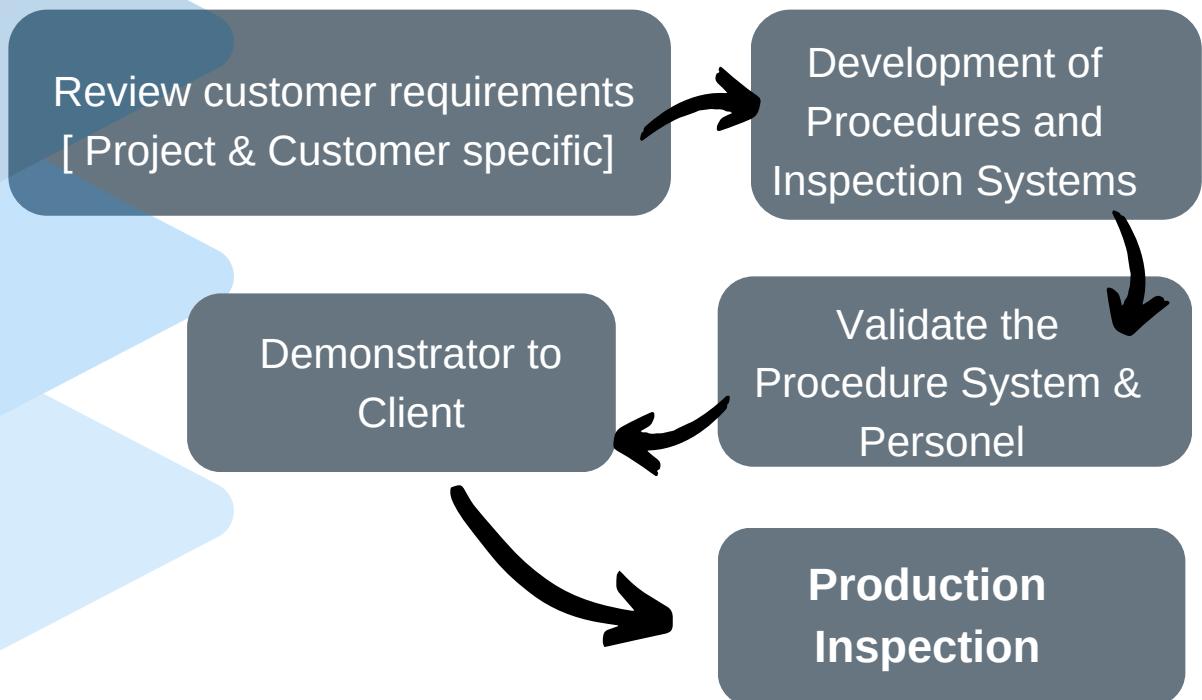 Review customer requirements
[ Project & Customer specific]
Development of
Procedures and
Inspection Systems
Validate the
Procedure System &
Personel
Demonstrator to
Client
Production
Inspection